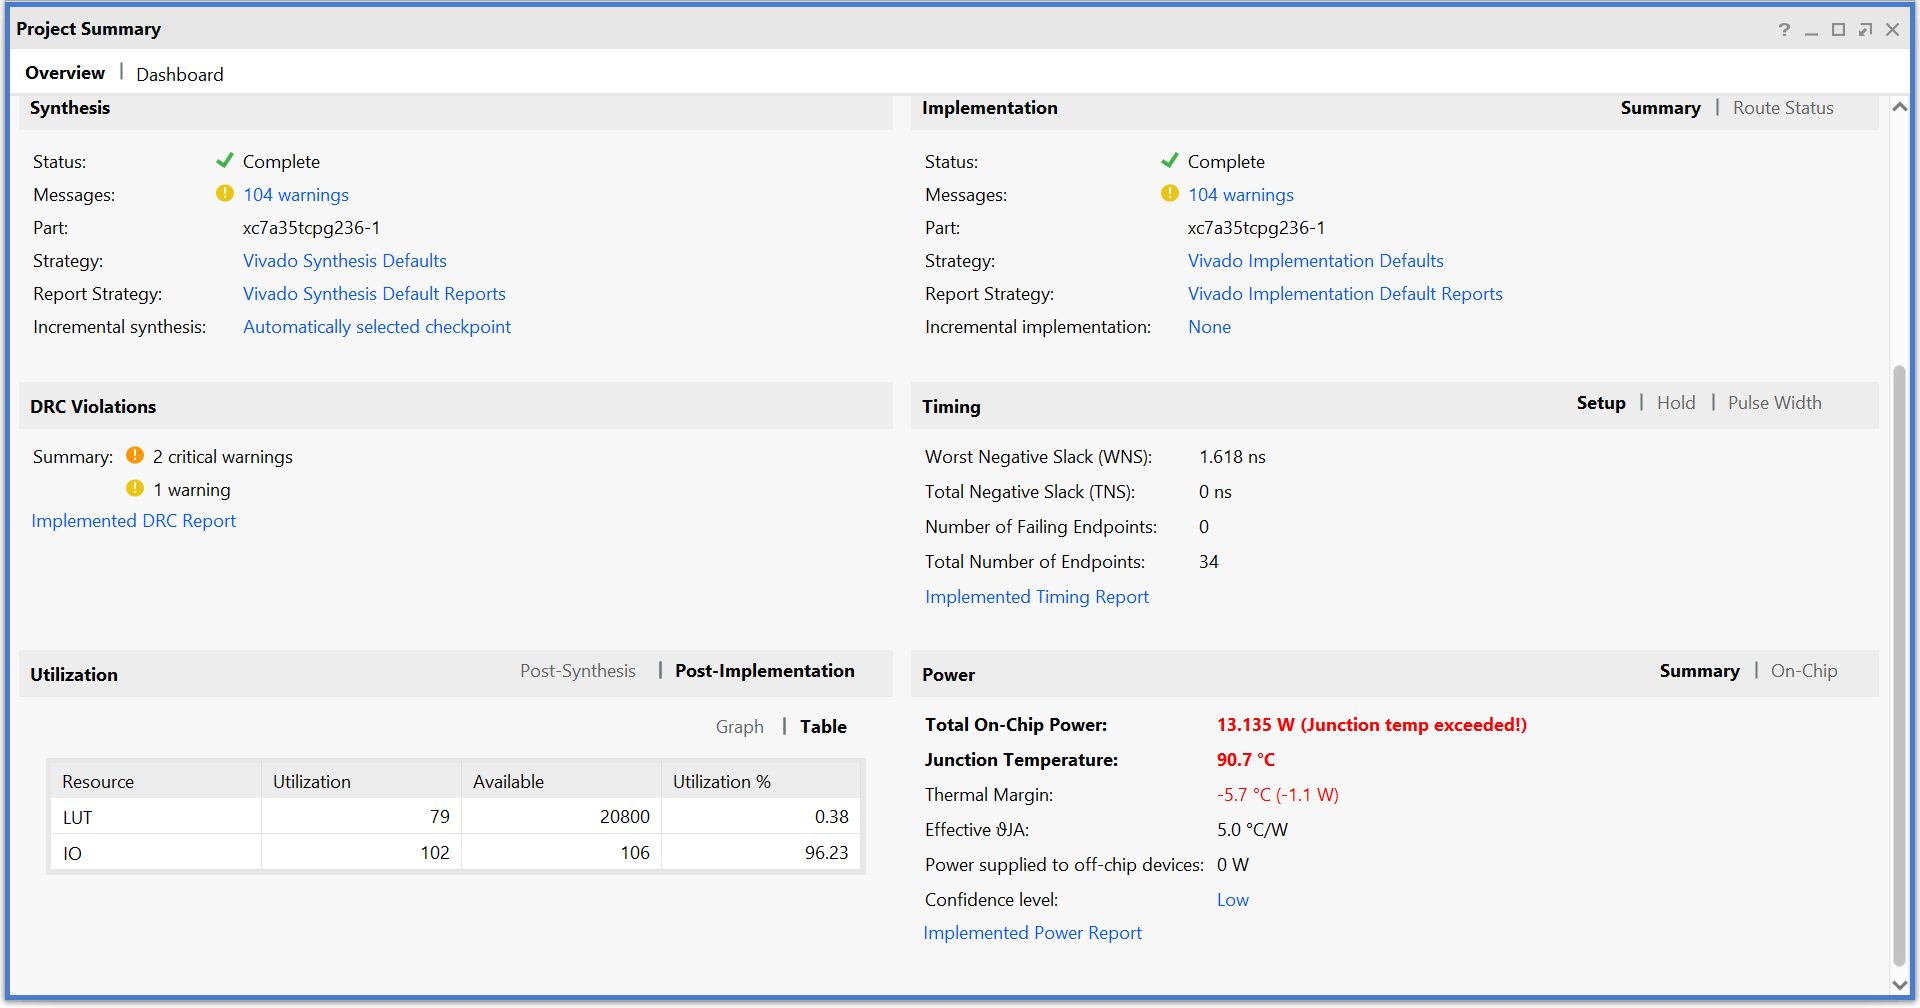 Project Summary
Overview | Dashboard
Synthesis
Status: Complete
Messages: 104 warnings
Part: xc7a35tcpg236-1
Strategy: Vivado Synthesis Defaults
Report Strategy: Vivado Synthesis Default Reports
Incremental synthesis: Automatically selected checkpoint
Implementation Summary | Route Status
Status: Complete
Messages: 104 warnings
Part: xc7a35tcpg236-1
Strategy: Vivado Implementation Defaults
Report Strategy: Vivado Implementation Default Reports
Incremental implementation: None
DRC Violations
Summary: 2 critical warnings
1 warning
Implemented DRC Report
Timing Setup | Hold | Pulse Width
Worst Negative Slack (WNS): 1.618 ns
Total Negative Slack (TNS): 0 ns
Number of Failing Endpoints: 0
Total Number of Endpoints: 34
Implemented Timing Report
Utilization Post-Synthesis | Post-Implementation
Graph | Table
Resource Utilization Available Utilization %
LUT 79 20800 0.38
IO 102 106 96.23
Power Summary | On-Chip
Total On-Chip Power: 13.135 W (Junction temp exceeded!)
Junction Temperature: 90.7 °C
Thermal Margin: -5.7 °C (-1.1 W)
Effective ϑJA: 5.0 °C/W
Power supplied to off-chip devices: 0 W
Confidence level: Low
Implemented Power Report